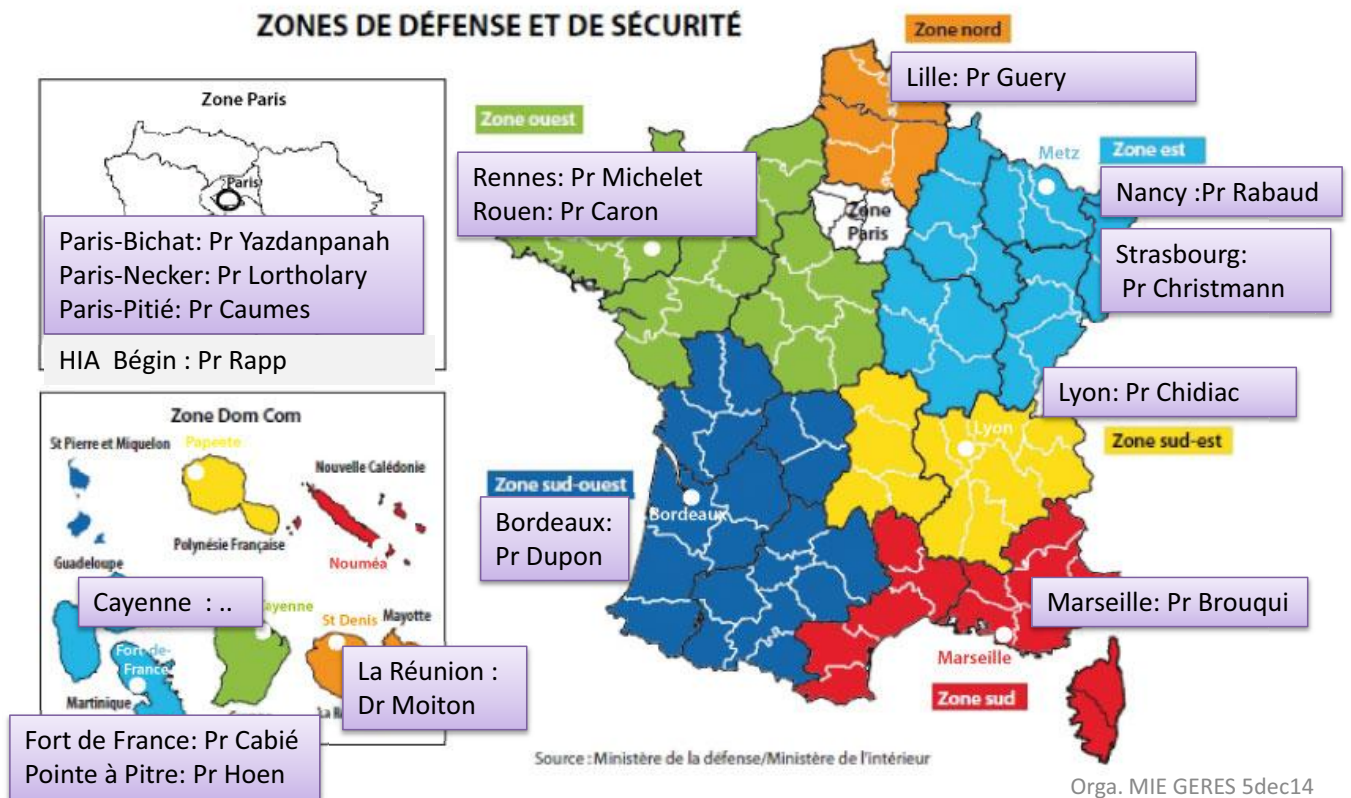 ZONES DE DÉFENSE ET DE SÉCURITÉ
Zone nord
Lille: Pr Guery
Zone Paris
Paris
Paris-Bichat: Pr Yazdanpanah
Paris-Necker: Pr Lortholary
Paris-Pitié: Pr Caumes
HIA Bégin : Pr Rapp
Zone ouest
Rennes: Pr Michelet
Rouen: Pr Caron
Zone
Paris
Metz
Zone est
Nancy :Pr Rabaud
Strasbourg:
Pr Christmann
Lyon: Pr Chidiac
Lyon
Zone sud-est
Zone sud-ouest
Bordeaux
Bordeaux:
Pr Dupon
Marseille: Pr Brouqui
Marseille
Zone sud
Zone Dom Com
St Pierre et Miquelon
Papeete
Nouvelle Calédonie
Polynésie Française
Nouméa
Guadeloupe
Cayenne : ..
ayenne
St Denis
Mayotte
Fort-de-
France
Martinique
La Réunion :
Dr Moiton
La R
Fort de France: Pr Cabié
Pointe à Pitre: Pr Hoen
Source : Ministère de la défense/Ministère de l'intérieur
Orga. MIE GERES 5dec14